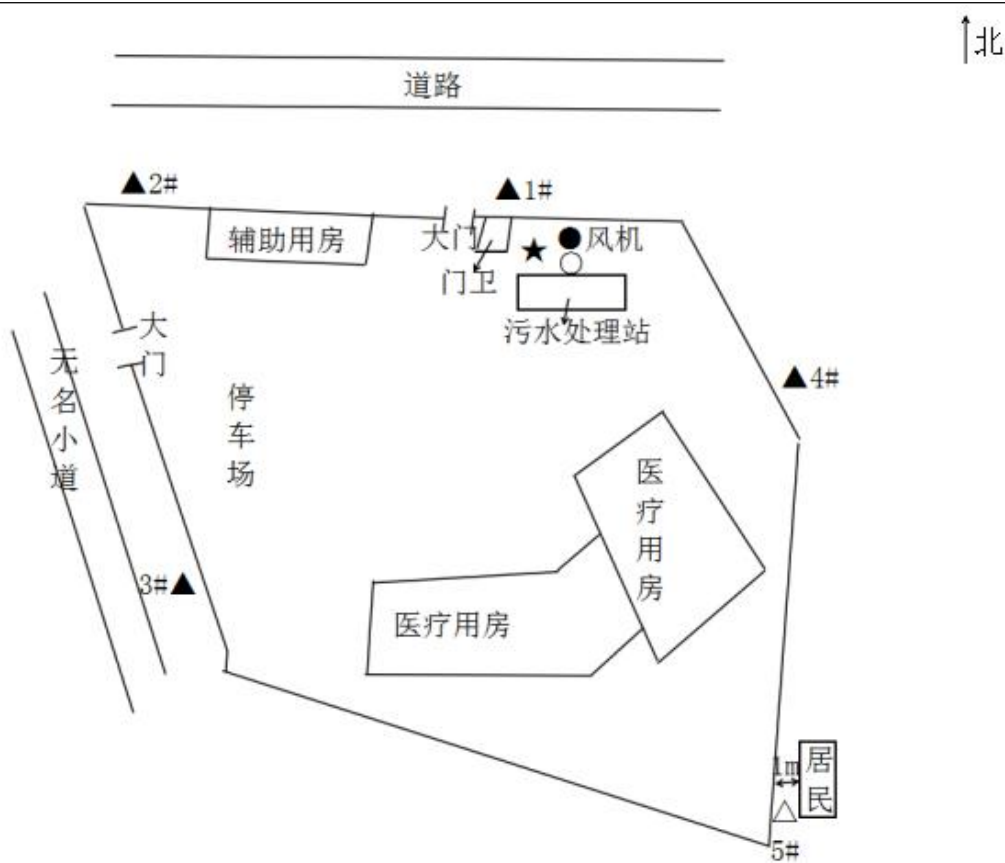 北
道路
▲2#
▲1#
辅助用房
大门
★
●风机
○
门卫
污水处理站
大门
无名小道
▲4#
停车场
医疗用房
3#▲
医疗用房
1m
居民
△
5#